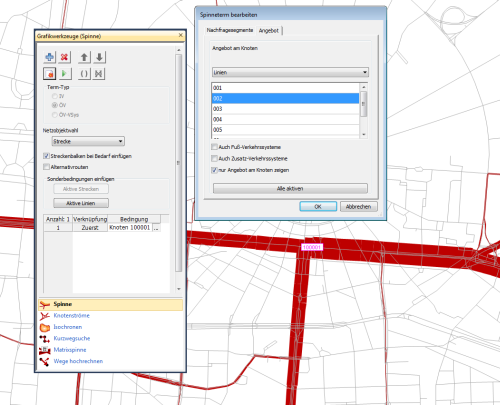 Grafikwerkzeuge (Spinne)
Term-Typ
IV
ÖV
ÖV-VSys
Netzobjektwahl
Strecke
Streckenbalken bei Bedarf einfügen
Alternativrouten
Sonderbedingungen einfügen
Aktive Strecken
Aktive Linien
Anzahl: 1 Verknüpfung Bedingung
1 Zuerst Knoten 100001 ...
Spinne
Knotenströme
Isochronen
Kurzwegsuche
Matrixspinne
Wege hochrechnen
Spinneterm bearbeiten
Nachfragesegmente Angebot
Angebot am Knoten
Linien
001
002
003
004
005
Auch Fuß-Verkehrssysteme
Auch Zusatz-Verkehrssysteme
nur Angebot am Knoten zeigen
Alle aktiven
OK Abbrechen
100001